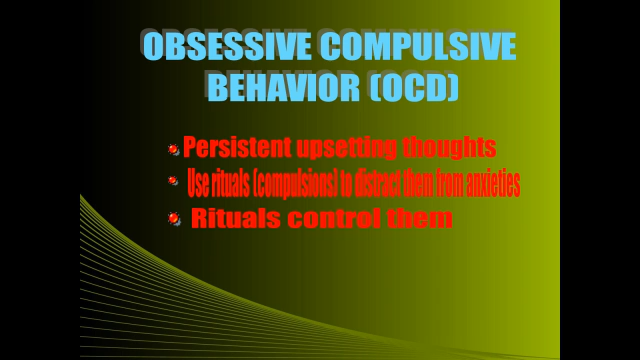 OBSESSIVE COMPULSIVE
BEHAVIOR (OCD)
Persistent upsetting thoughts
Use rituals (compulsions) to distract them from anxieties
Rituals control them